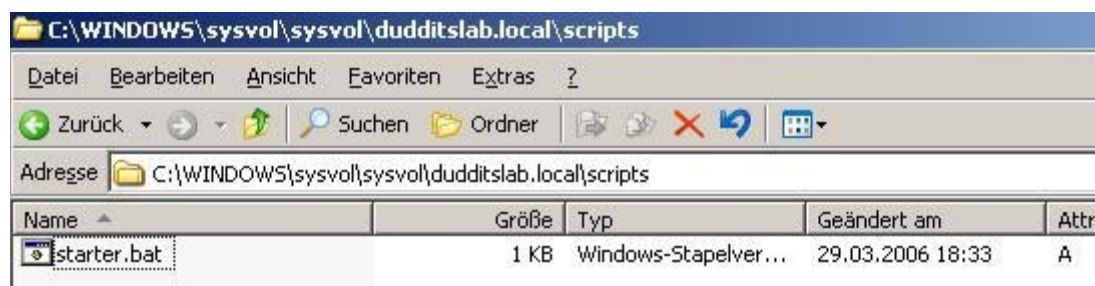 C:\WINDOWS\sysvol\sysvol\dudditslab.local\scripts
Datei Bearbeiten Ansicht Favoriten Extras ?
Zurück Suchen Ordner
Adresse C:\WINDOWS\sysvol\sysvol\dudditslab.local\scripts
Name Größe Typ Geändert am Attr
starter.bat 1 KB Windows-Stapelver... 29.03.2006 18:33 A